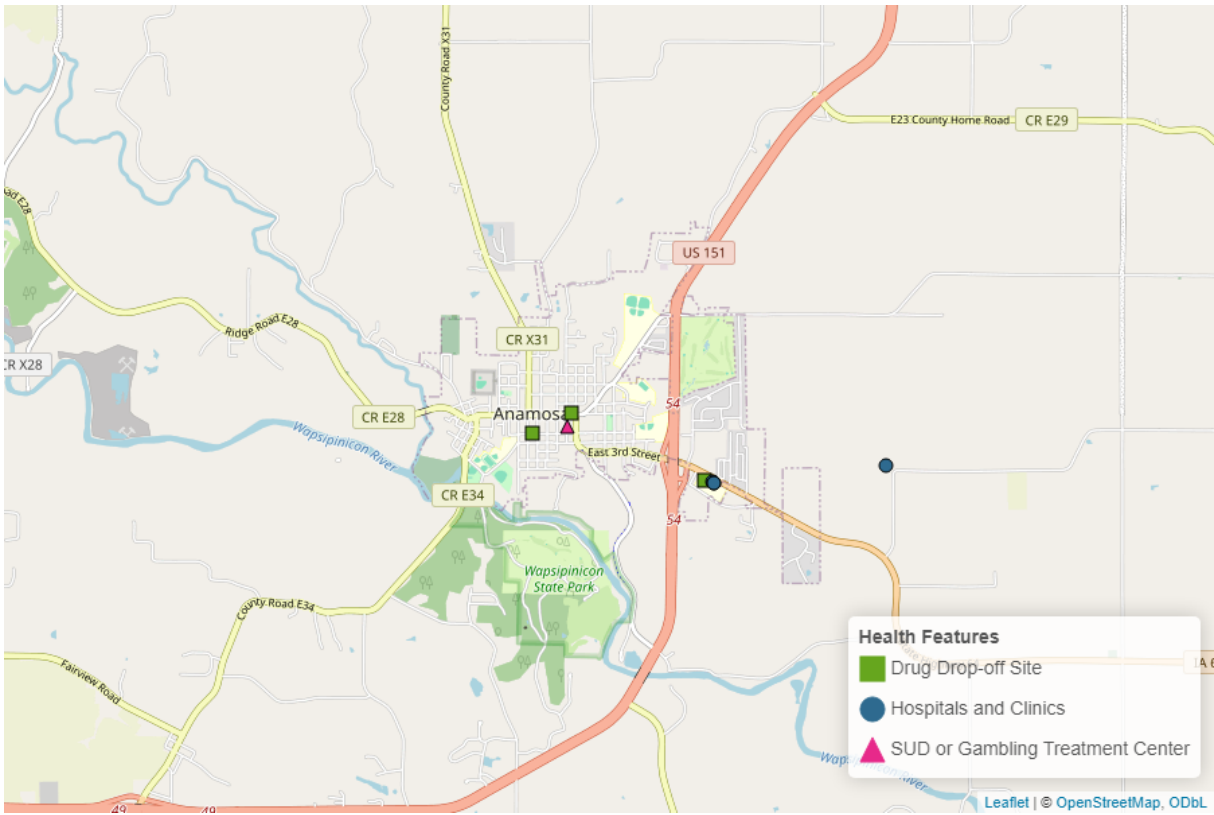 County Road X31
E23 County Home Road
CR E29
ad E28
US 151
Ridge Road E28
CR X31
CR X28
54
CR E28
Anamosa
Wapsipinicon River
East 3rd Street
CR E34
54
Wapsipinicon
State Park
County Road E34
Fairview Road
Health Features
Drug Drop-off Site
IA 6
Hospitals and Clinics
SUD or Gambling Treatment Center
Wapsipinicon River
49
49
Leaflet | © OpenStreetMap, ODbL